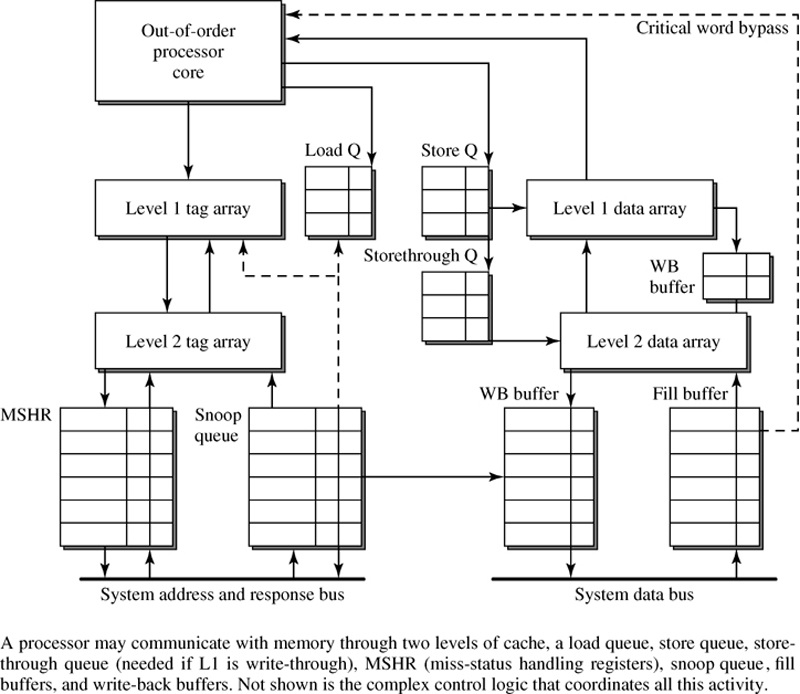 Out-of-order
processor
core
Critical word bypass
Load Q
Store Q
Level 1 tag array
Level 1 data array
Storethrough Q
WB
buffer
Level 2 tag array
Level 2 data array
MSHR
Snoop
queue
WB buffer
Fill buffer
System address and response bus
System data bus
A processor may communicate with memory through two levels of cache, a load queue, store queue, store-
through queue (needed if L1 is write-through), MSHR (miss-status handling registers), snoop queue, fill
buffers, and write-back buffers. Not shown is the complex control logic that coordinates all this activity.